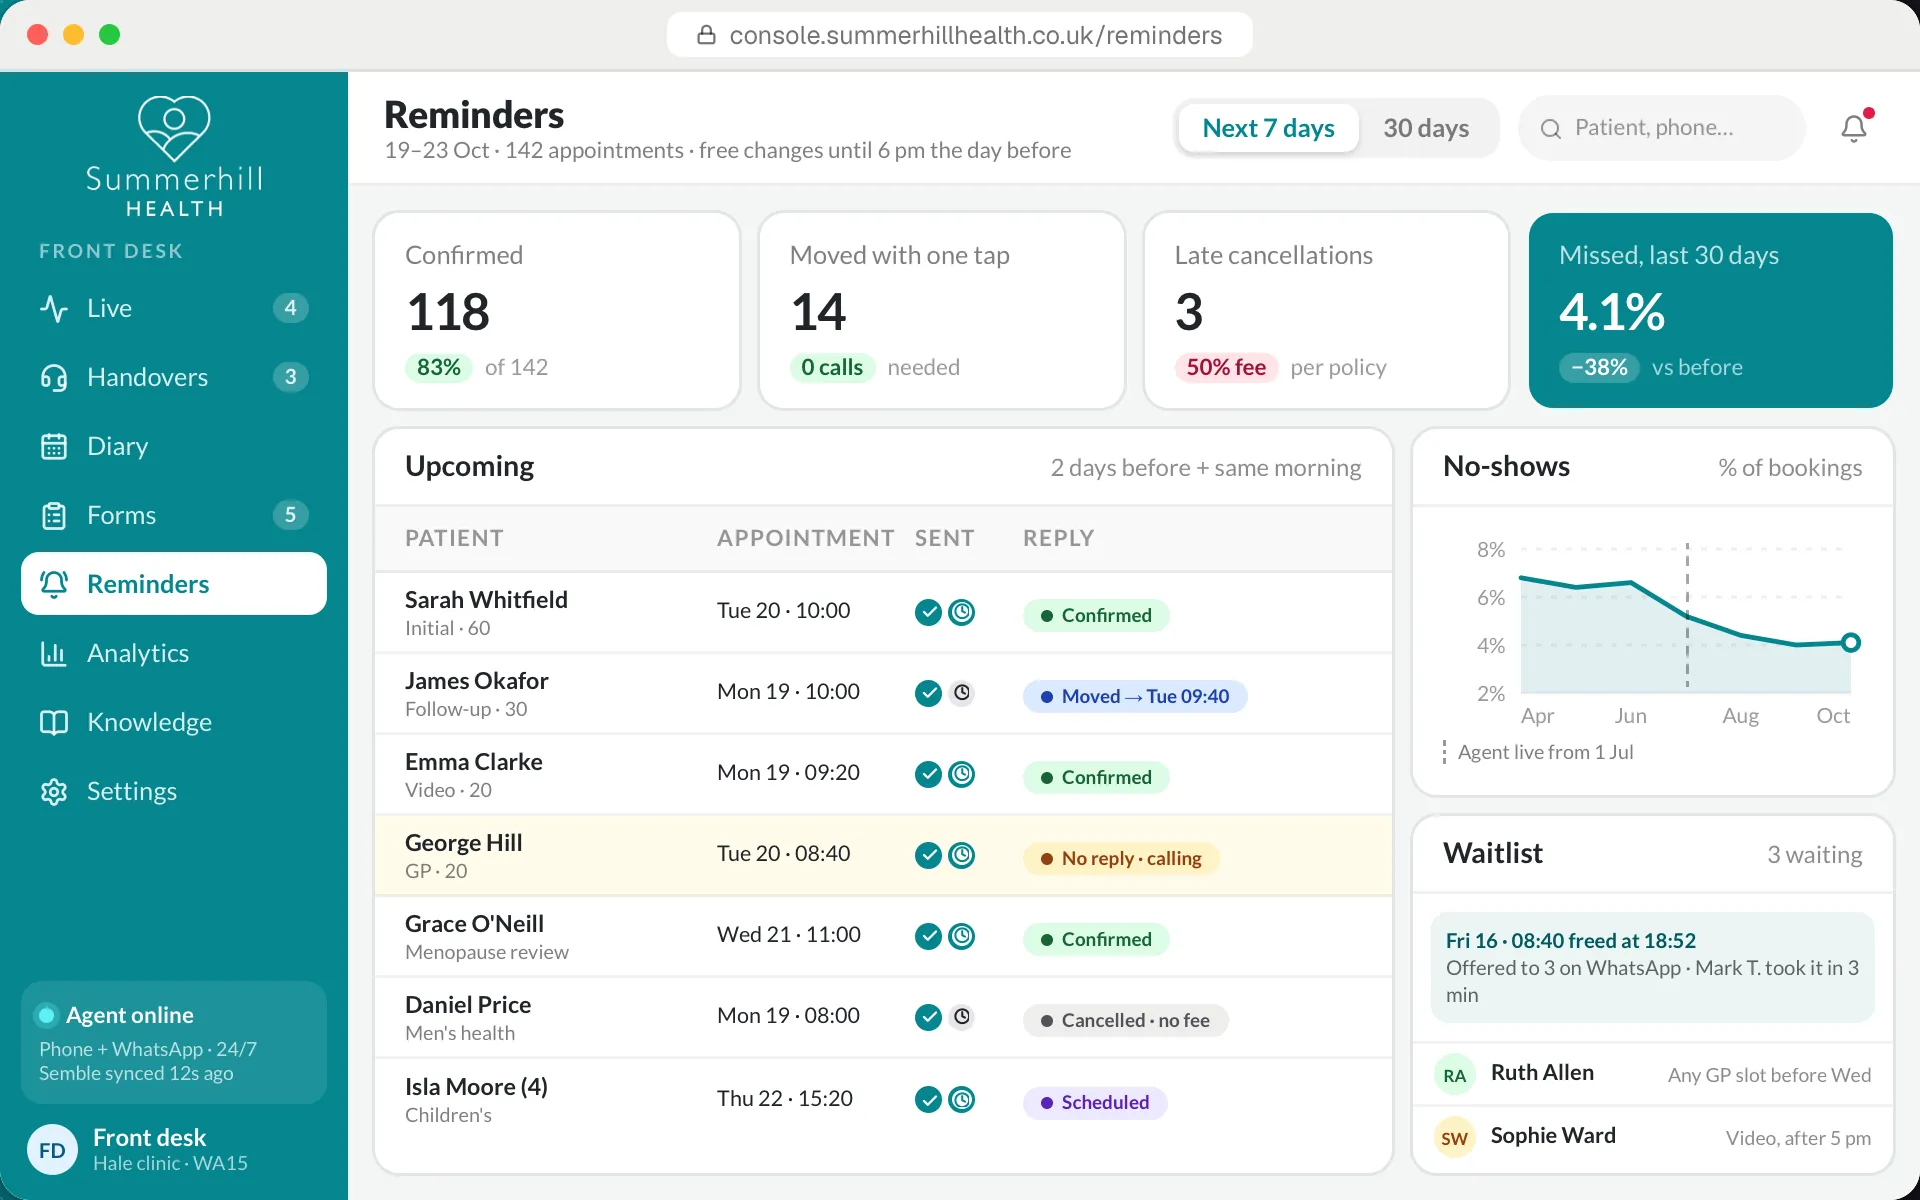 console.summerhillhealth.co.uk/reminders
Summerhill
HEALTH
FRONT DESK
Live 4
Handovers 3
Diary
Forms 5
Reminders
Analytics
Knowledge
Settings
Agent online
Phone + WhatsApp · 24/7
Semble synced 12s ago
FD
Front desk
Hale clinic · WA15
Reminders
19–23 Oct · 142 appointments · free changes until 6 pm the day before
Next 7 days 30 days
Patient, phone...
Confirmed
118
83% of 142
Moved with one tap
14
0 calls needed
Late cancellations
3
50% fee per policy
Missed, last 30 days
4.1%
−38% vs before
Upcoming 2 days before + same morning
PATIENT APPOINTMENT SENT REPLY
Sarah Whitfield
Initial · 60
Tue 20 · 10:00
Confirmed
James Okafor
Follow-up · 30
Mon 19 · 10:00
Moved → Tue 09:40
Emma Clarke
Video · 20
Mon 19 · 09:20
Confirmed
George Hill
GP · 20
Tue 20 · 08:40
No reply · calling
Grace O'Neill
Menopause review
Wed 21 · 11:00
Confirmed
Daniel Price
Men's health
Mon 19 · 08:00
Cancelled · no fee
Isla Moore (4)
Children's
Thu 22 · 15:20
Scheduled
No-shows % of bookings
8%
6%
4%
2%
Apr Jun Aug Oct
Agent live from 1 Jul
Waitlist 3 waiting
Fri 16 · 08:40 freed at 18:52
Offered to 3 on WhatsApp · Mark T. took it in 3
min
RA Ruth Allen Any GP slot before Wed
SW Sophie Ward Video, after 5 pm